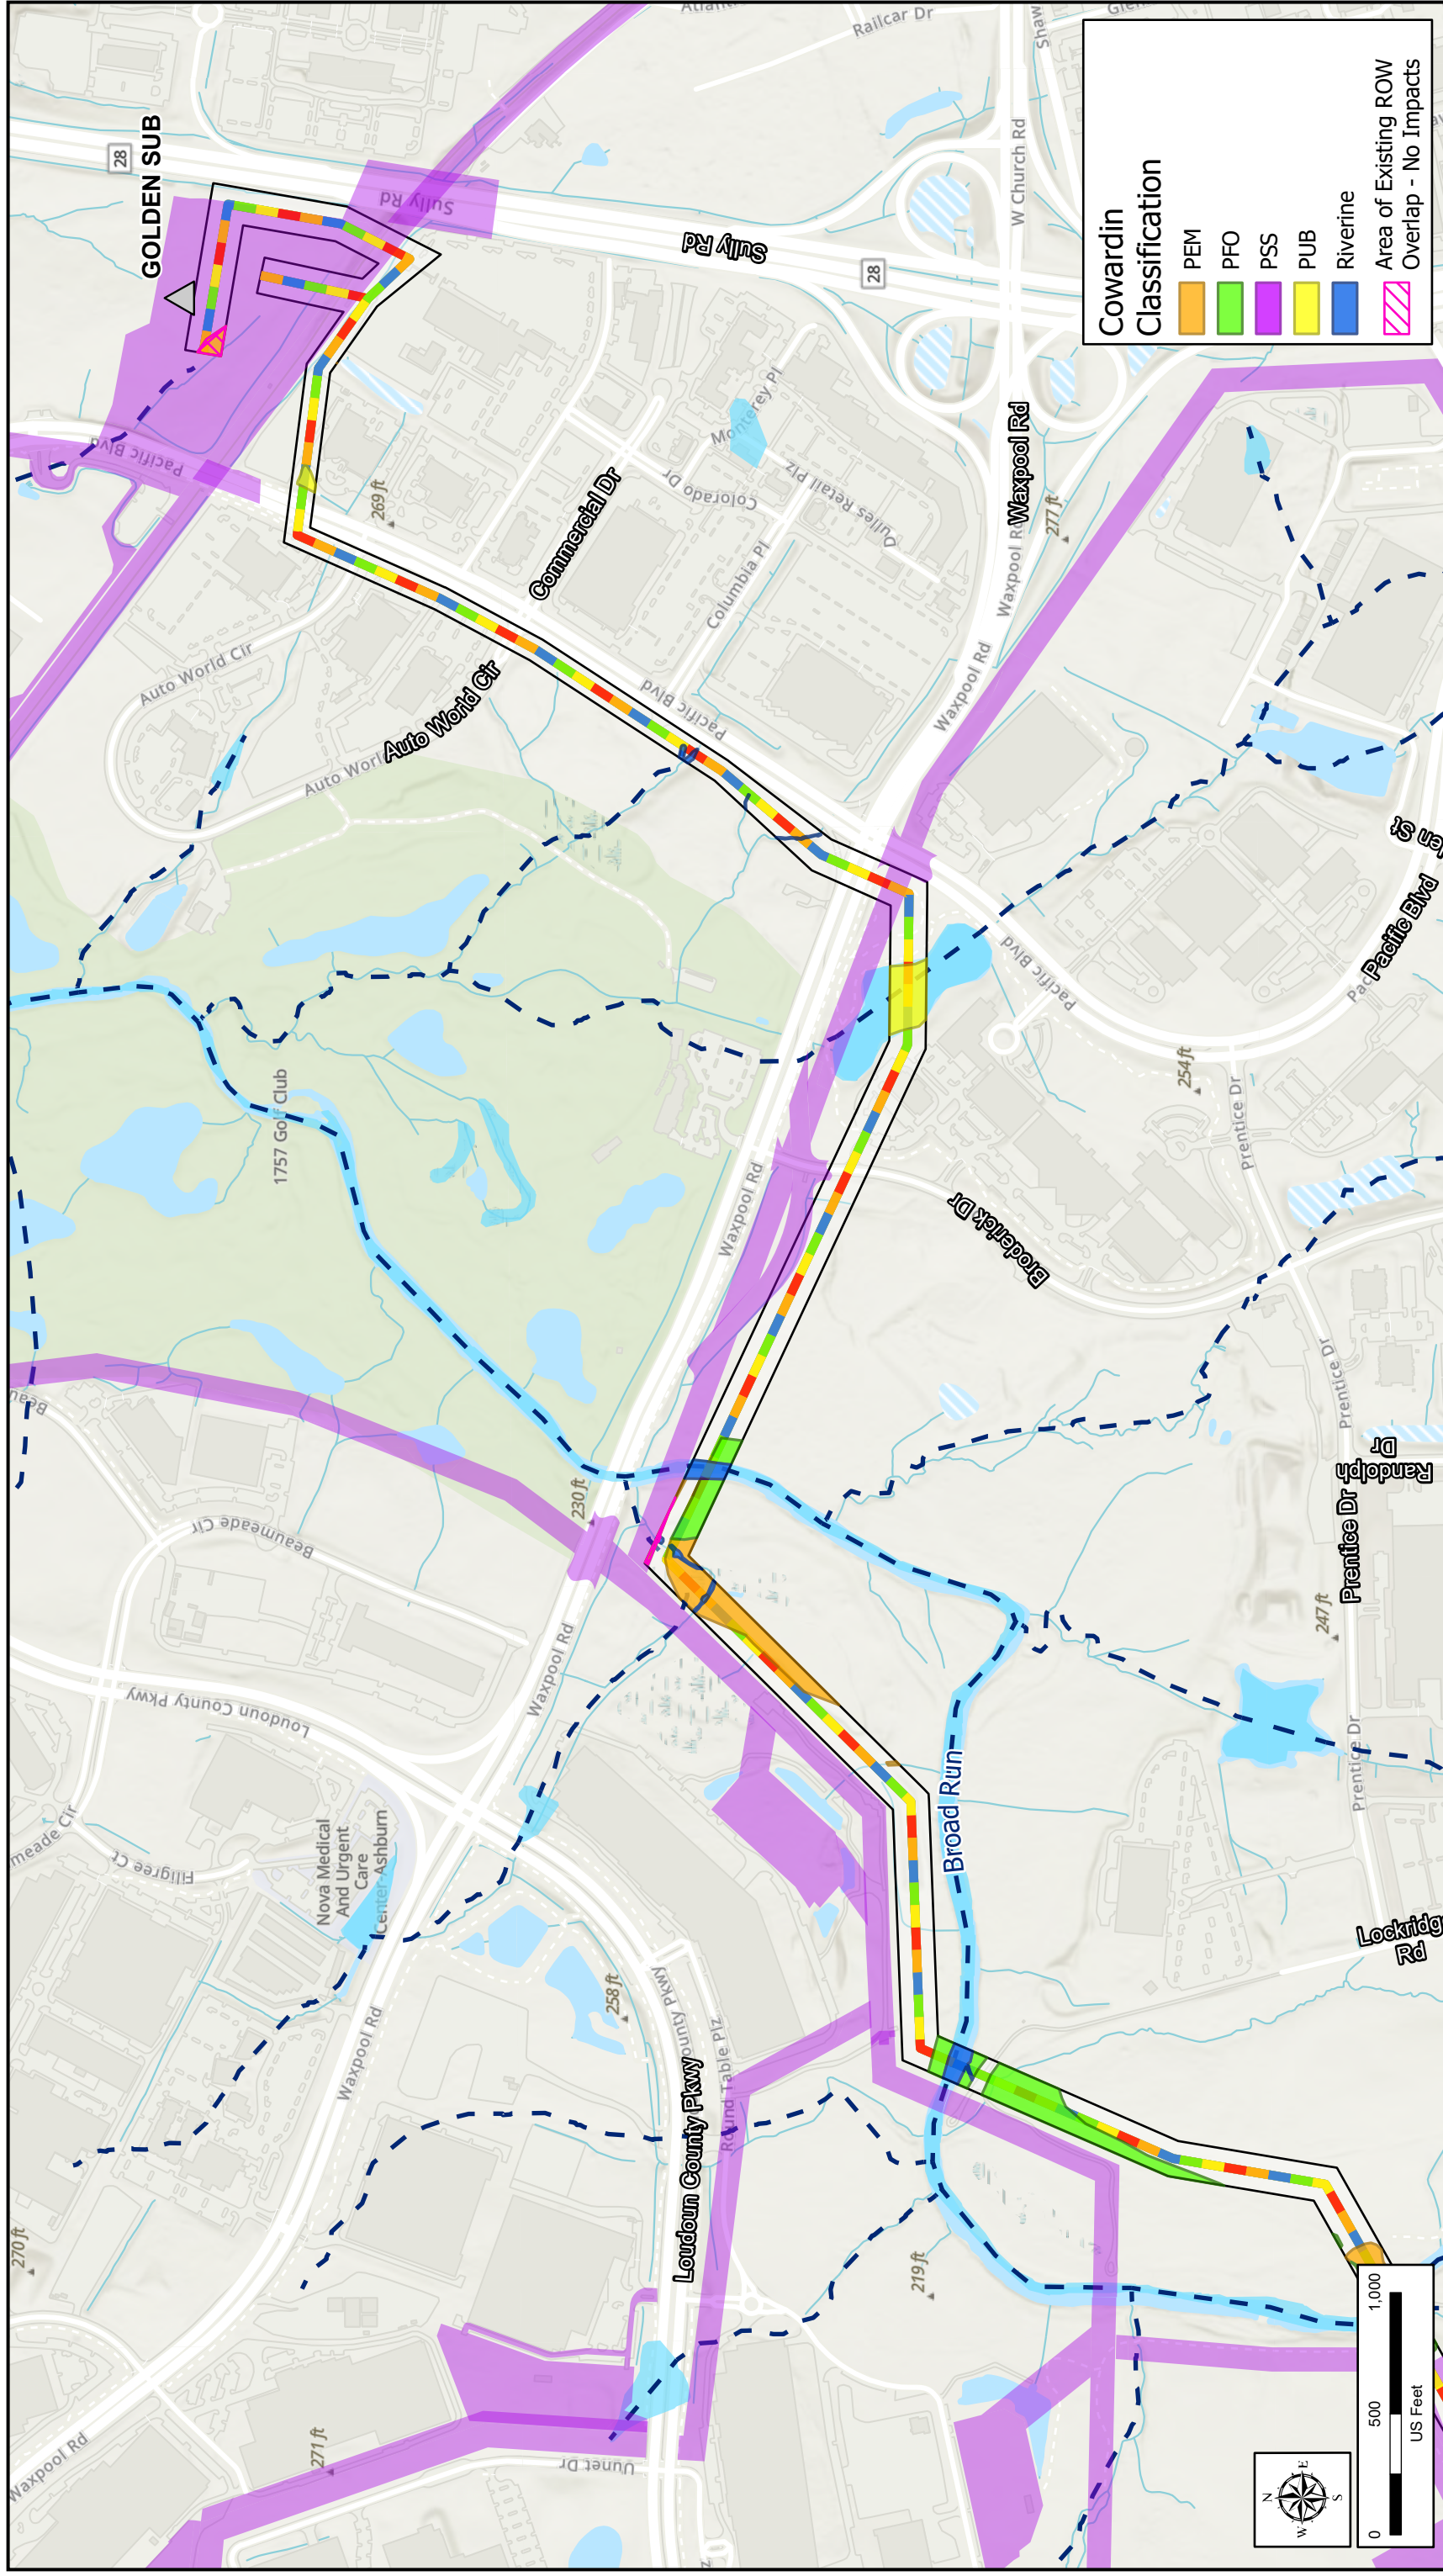 GOLDEN SUB
28
Sully Rd
Sully Rd
28
Railcar Dr
W Church Rd
Pacific Blvd
269 ft
Commercial Dr
Monterey Pl
Colorado Dr
Dulles Retail Plz
Columbia Pl
Waxpool Rd
Waxpool Rd
277 ft
Waxpool Rd
Auto World Cir
Auto World Cir
Auto World
Pacific Blvd
1757 Golf Club
Pacific Blvd
Pacific Blvd
254 ft
Prentice Dr
Waxpool Rd
Broderick Dr
Prentice Dr
Randolph
Dr
Prentice Dr
247 ft
Prentice Dr
Beaumeade Cir
230 ft
Waxpool Rd
Loudoun County Pkwy
Filigree Ct
Nova Medical
And Urgent
Care
Center-Ashburn
Broad Run
258 ft
Waxpool Rd
Round Table Plz
Loudoun County Pkwy
219 ft
270 ft
271 ft
Uunet Dr
Waxpool Rd
Rd
Cowardin
Classification
PEM
PFO
PSS
PUB
Riverine
Area of Existing ROW
Overlap - No Impacts
N
W E
S
0 500 1,000
US Feet